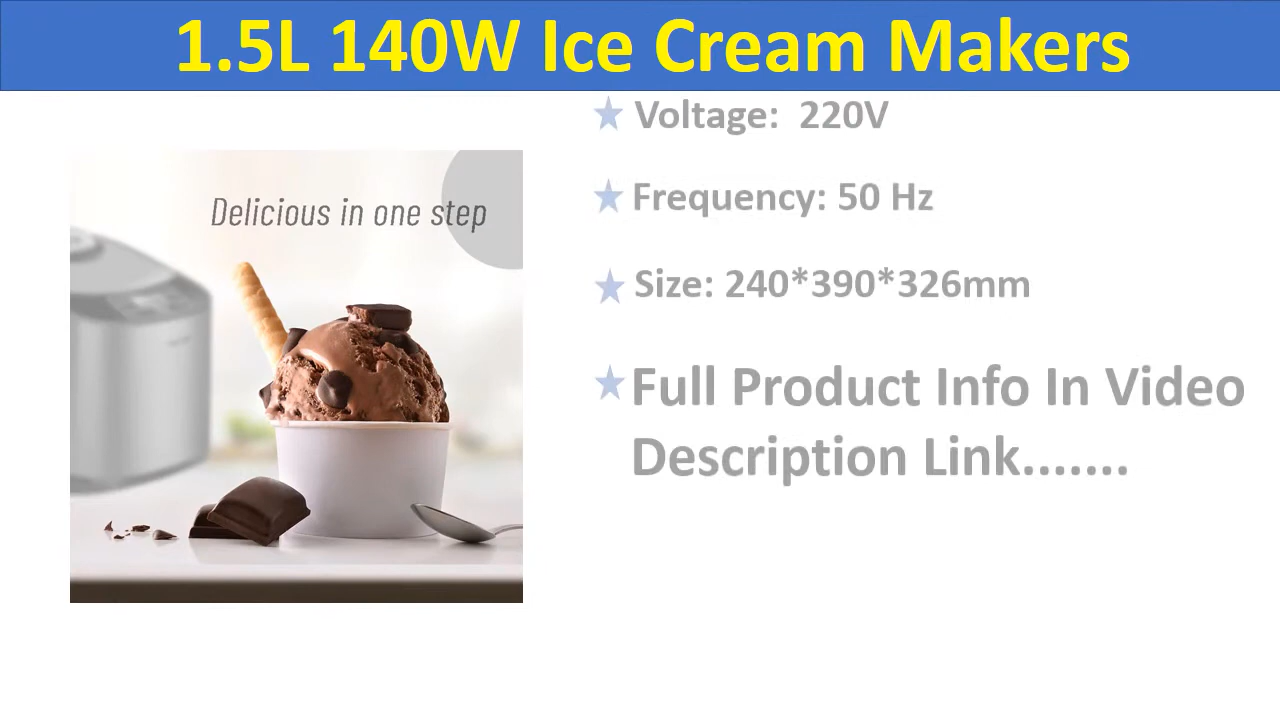 1.5L 140W Ice Cream Makers
Voltage: 220V
Frequency: 50 Hz
Size: 240*390*326mm
Full Product Info In Video
Description Link.......
Delicious in one step